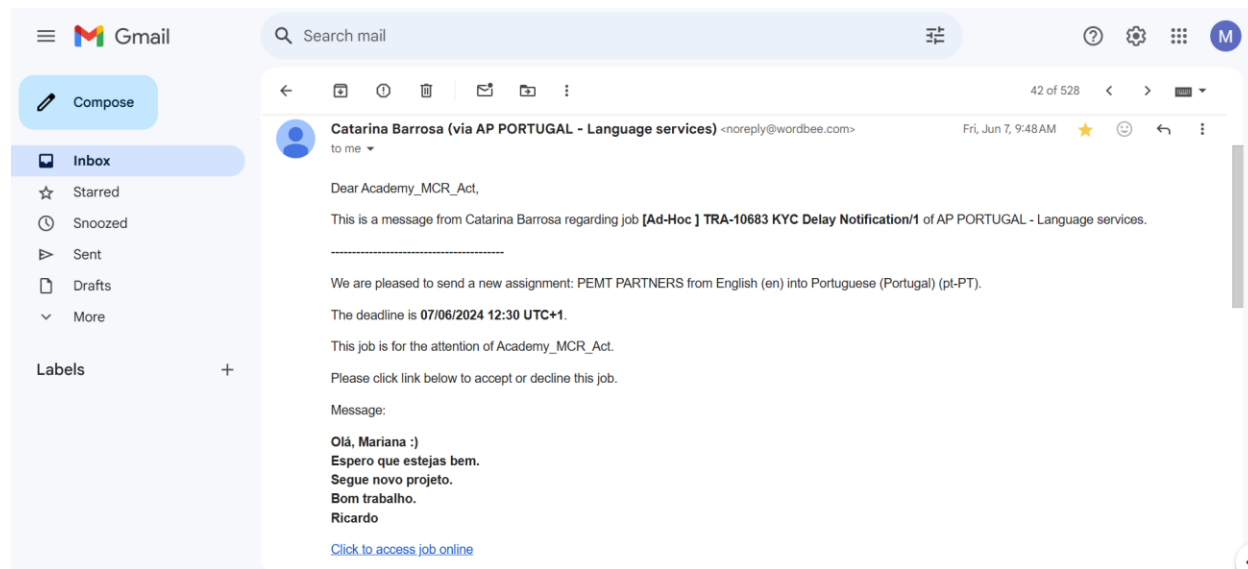 Gmail
Search mail
M
Compose
42 of 528
Catarina Barrosa (via AP PORTUGAL - Language services) <noreply@wordbee.com>
Fri, Jun 7, 9:48 AM
to me
Inbox
Starred
Snoozed
Sent
Drafts
More
Labels
Dear Academy_MCR_Act,
This is a message from Catarina Barrosa regarding job [Ad-Hoc ] TRA-10683 KYC Delay Notification/1 of AP PORTUGAL - Language services.
------------------------------------------
We are pleased to send a new assignment: PEMT PARTNERS from English (en) into Portuguese (Portugal) (pt-PT).
The deadline is 07/06/2024 12:30 UTC+1.
This job is for the attention of Academy_MCR_Act.
Please click link below to accept or decline this job.
Message:
Olá, Mariana :)
Espero que estejas bem.
Segue novo projeto.
Bom trabalho.
Ricardo
Click to access job online